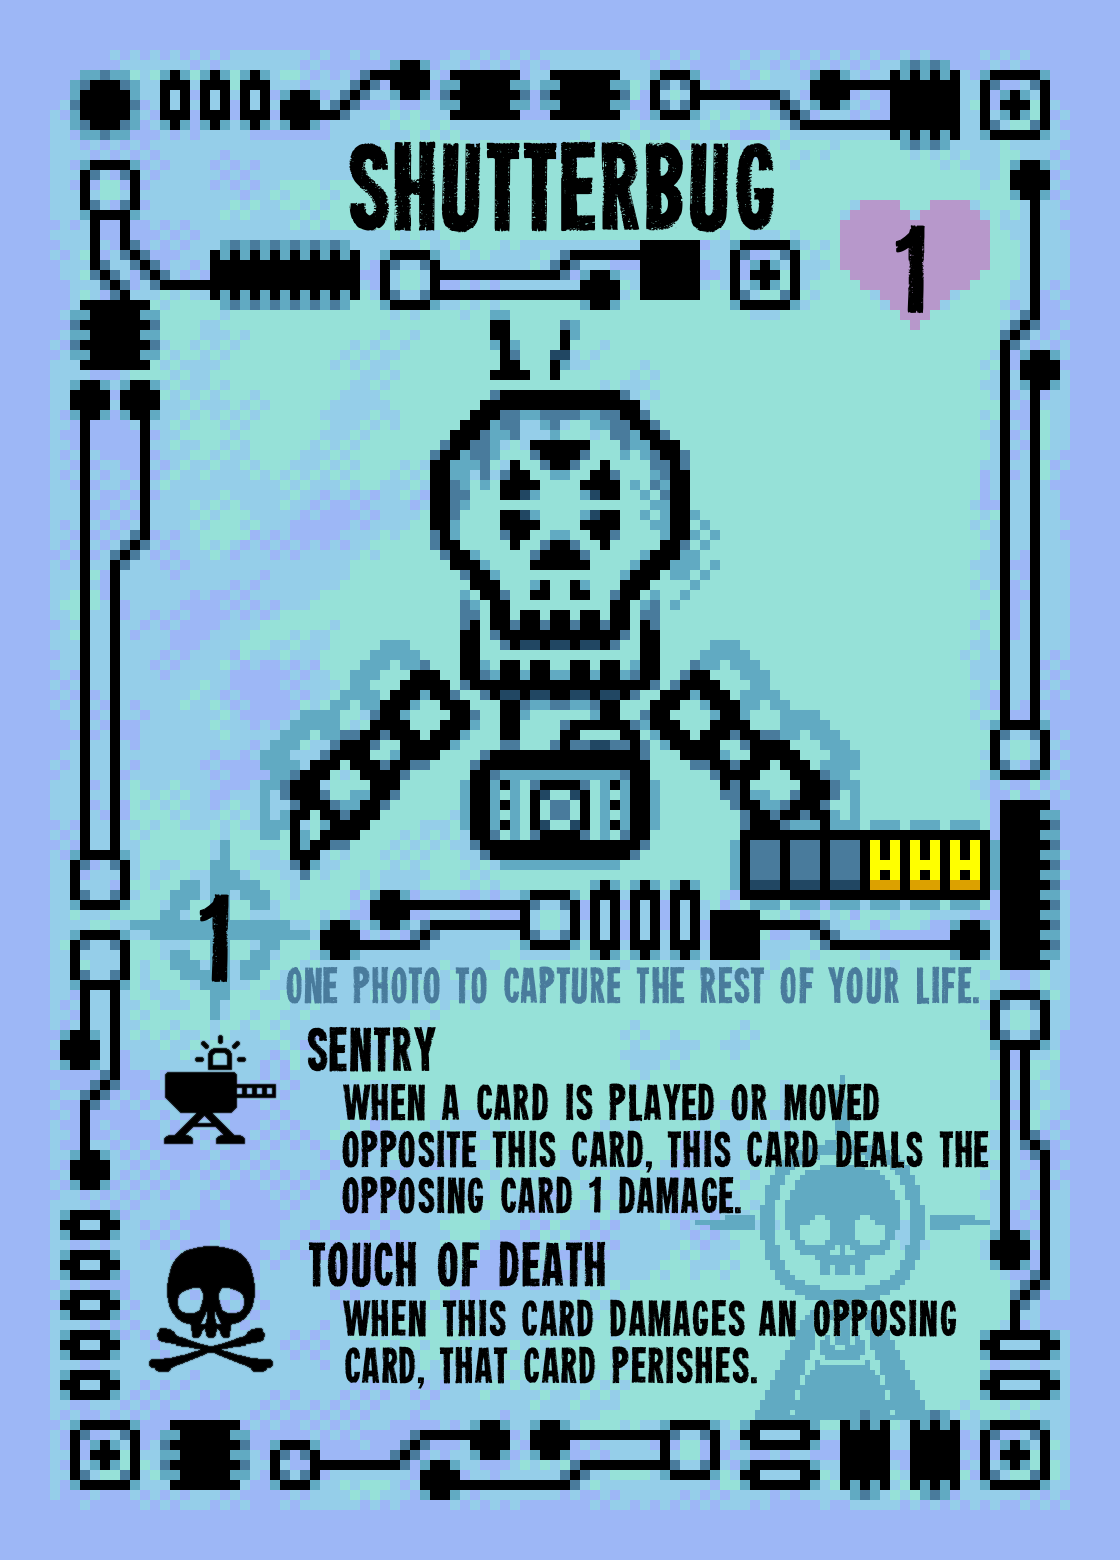 SHUTTERBUG
1
1
ONE PHOTO TO CAPTURE THE REST OF YOUR LIFE.
SENTRY
WHEN A CARD IS PLAYED OR MOVED
OPPOSITE THIS CARD, THIS CARD DEALS THE
OPPOSING CARD 1 DAMAGE.
TOUCH OF DEATH
WHEN THIS CARD DAMAGES AN OPPOSING
CARD, THAT CARD PERISHES.